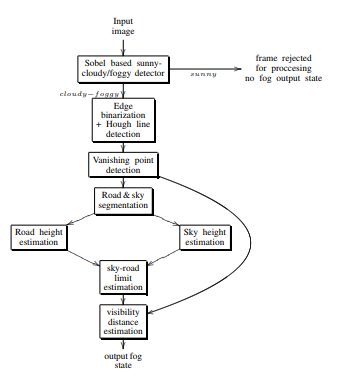 Input
image
Sobel based sunny-
cloudy/foggy detector
sunny
frame rejected
for proccesing
no fog output state
cloudy-foggy
Edge
binarization
+ Hough line
detection
Vanishing point
detection
Road & sky
segmentation
Road height
estimation
Sky height
estimation
sky-road
limit
estimation
visibility
distance
estimation
output fog
state